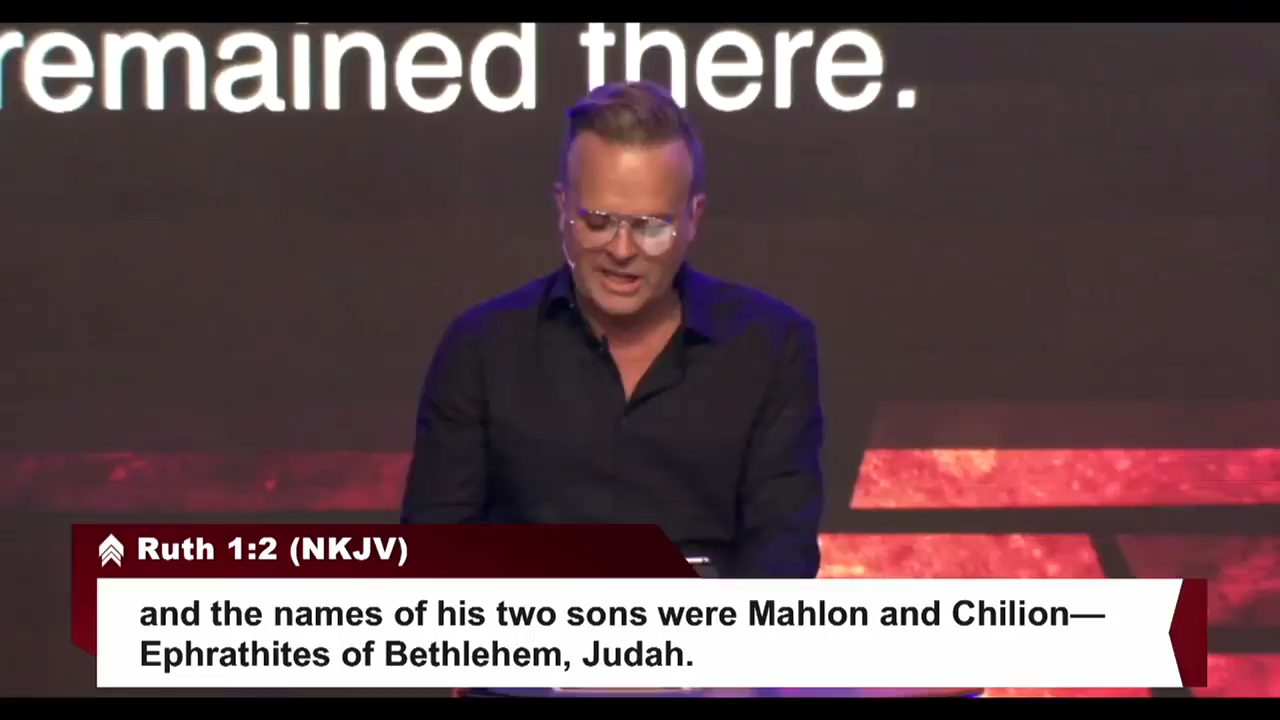 remained there.
Ruth 1:2 (NKJV)
and the names of his two sons were Mahlon and Chilion—
Ephrathites of Bethlehem, Judah.